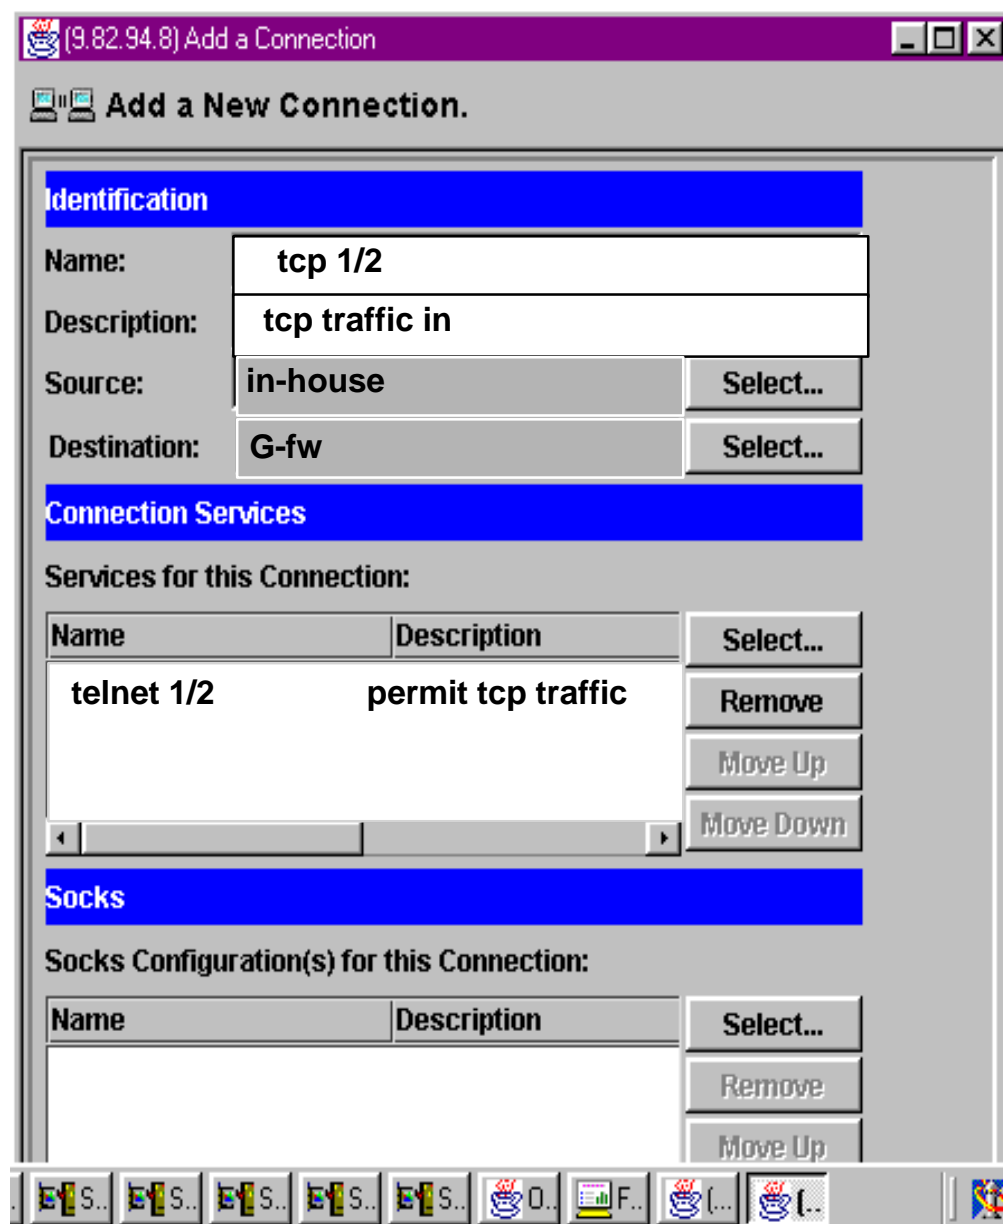 (9.82.94.8) Add a Connection
Add a New Connection.
Identification
Name: tcp 1/2
Description: tcp traffic in
Source: in-house Select...
Destination: G-fw Select...
Connection Services
Services for this Connection:
Name Description Select...
telnet 1/2 permit tcp traffic Remove
Move Up
Move Down
Socks
Socks Configuration(s) for this Connection:
Name Description Select...
Remove
Move Up
S.. S.. S.. S.. S.. O.. F.. (... (..